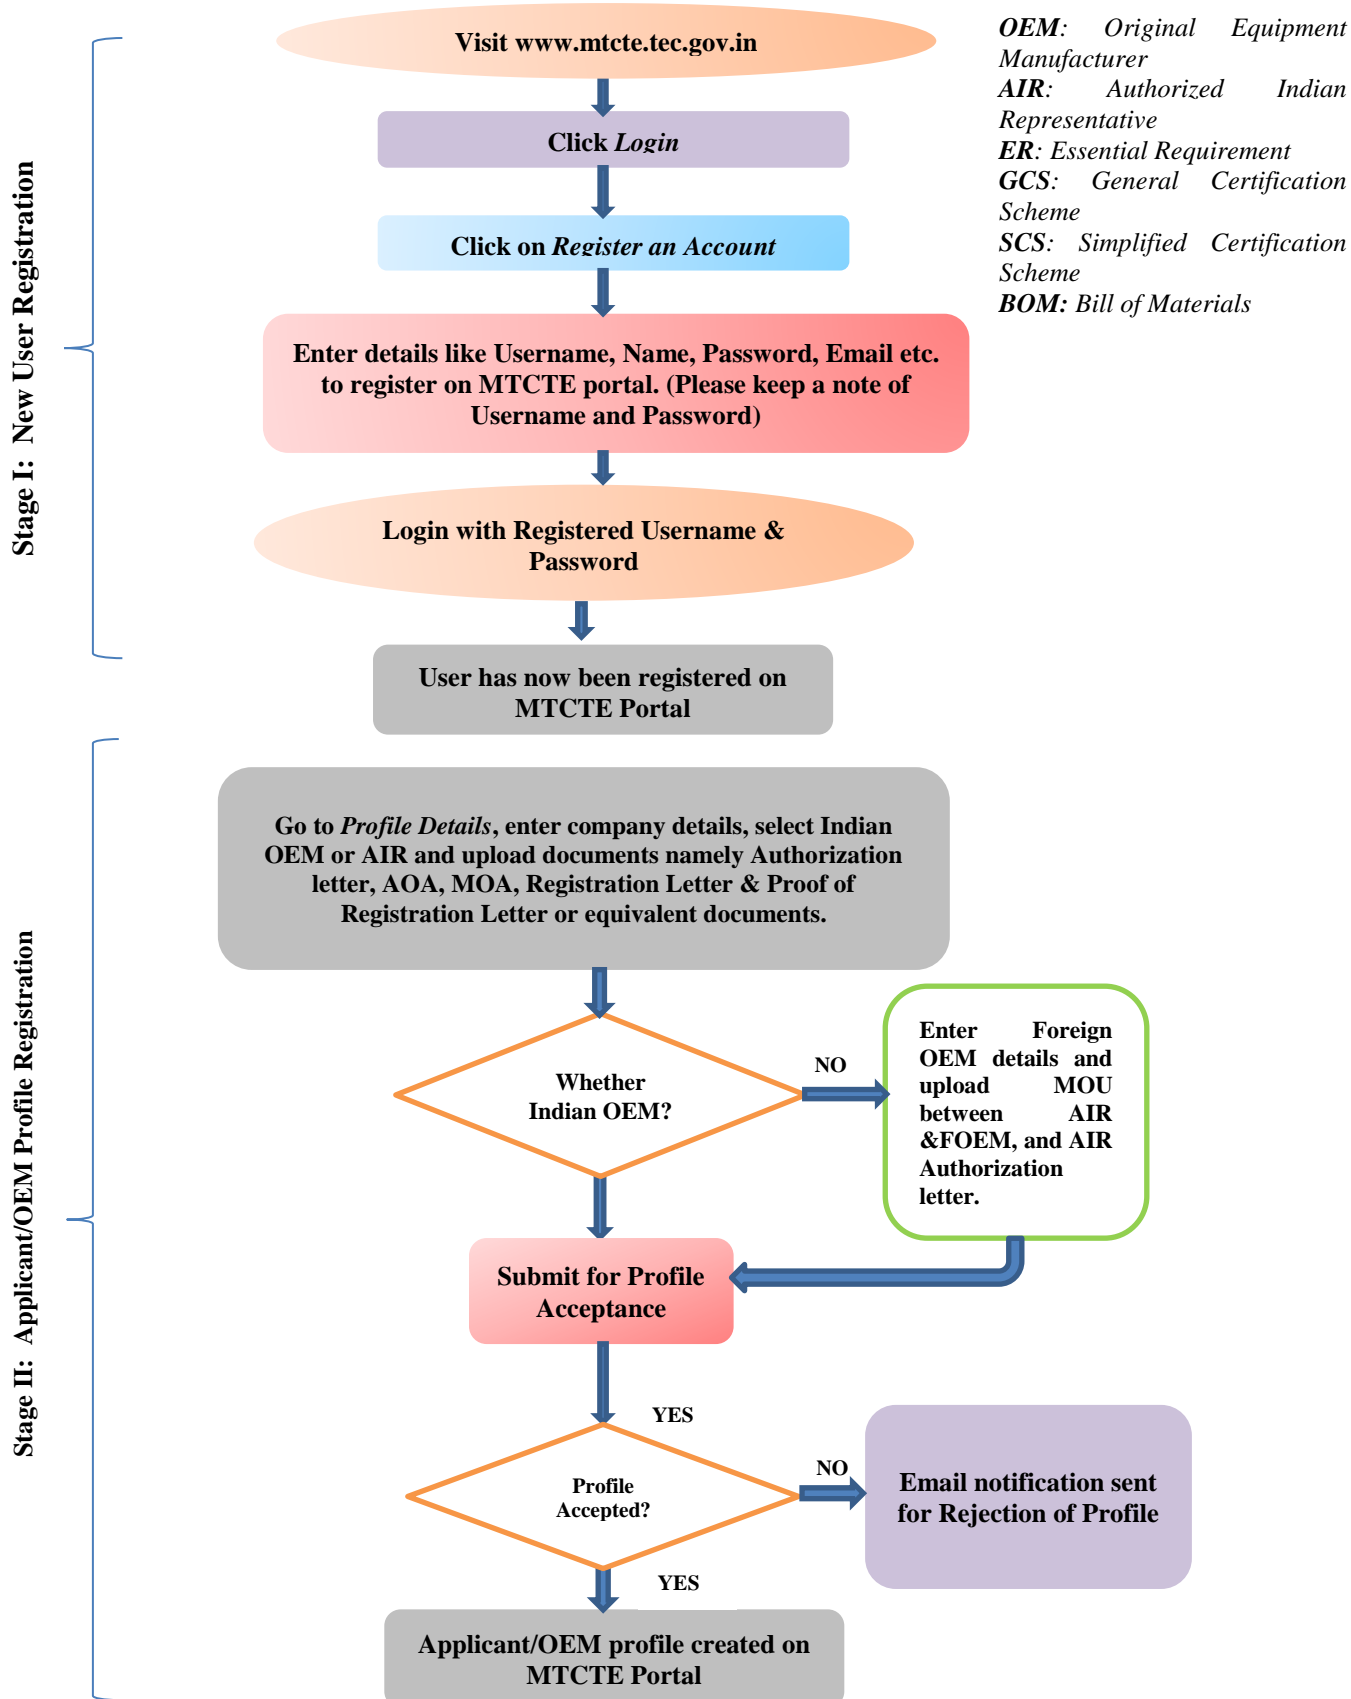 Visit www.mtcte.tec.gov.in
OEM: Original Equipment
Manufacturer
AIR: Authorized Indian
Representative
ER: Essential Requirement
GCS: General Certification
Scheme
SCS: Simplified Certification
Scheme
BOM: Bill of Materials
Stage I: New User Registration
Click Login
Click on Register an Account
Enter details like Username, Name, Password, Email etc.
to register on MTCTE portal. (Please keep a note of
Username and Password)
Login with Registered Username &
Password
User has now been registered on
MTCTE Portal
Stage II: Applicant/OEM Profile Registration
Go to Profile Details, enter company details, select Indian
OEM or AIR and upload documents namely Authorization
letter, AOA, MOA, Registration Letter & Proof of
Registration Letter or equivalent documents.
Whether
Indian OEM?
NO
Enter Foreign
OEM details and
upload MOU
between AIR
&FOEM, and AIR
Authorization
letter.
Submit for Profile
Acceptance
YES
Profile
Accepted?
NO
Email notification sent
for Rejection of Profile
YES
Applicant/OEM profile created on
MTCTE Portal